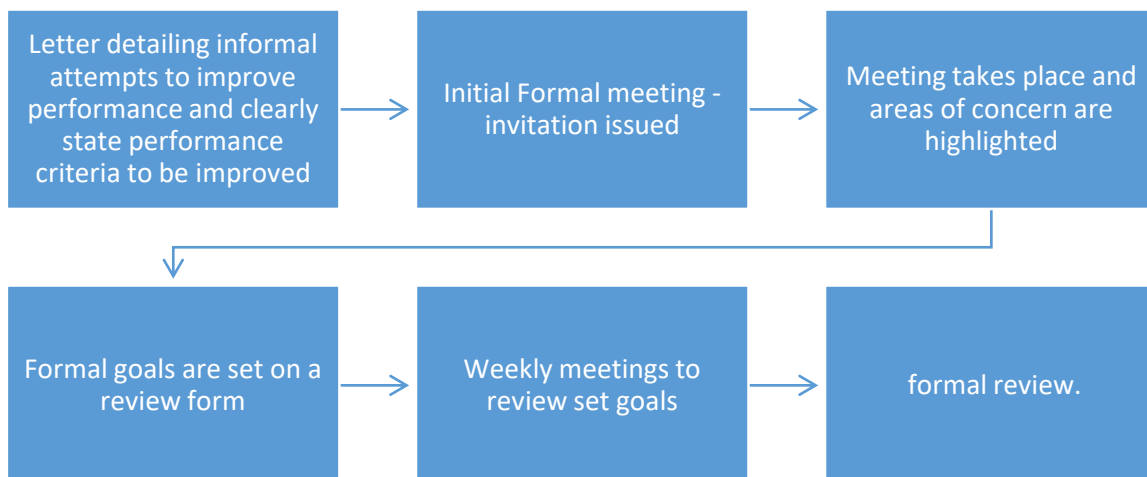 Letter detailing informal
attempts to improve
performance and clearly
state performance
criteria to be improved
Initial Formal meeting -
invitation issued
Meeting takes place and
areas of concern are
highlighted
Formal goals are set on a
review form
Weekly meetings to
review set goals
formal review.